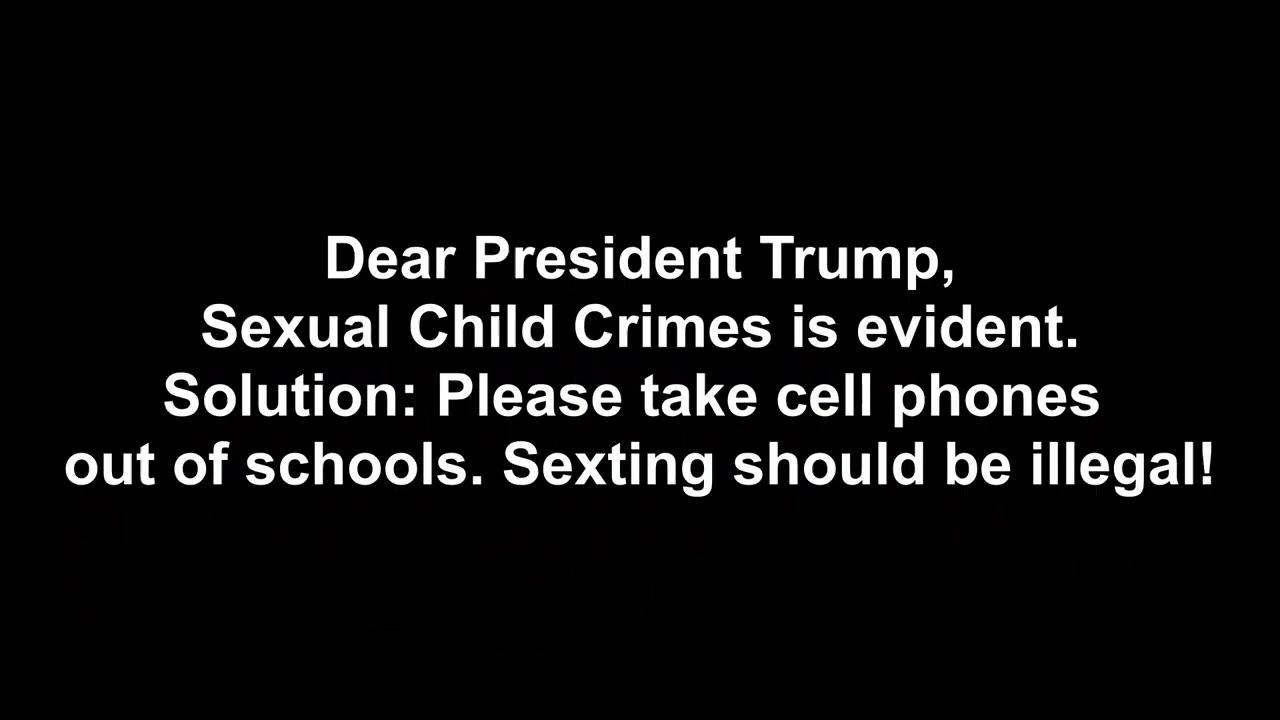 Dear President Trump,
Sexual Child Crimes is evident.
Solution: Please take cell phones
out of schools. Sexting should be illegal!